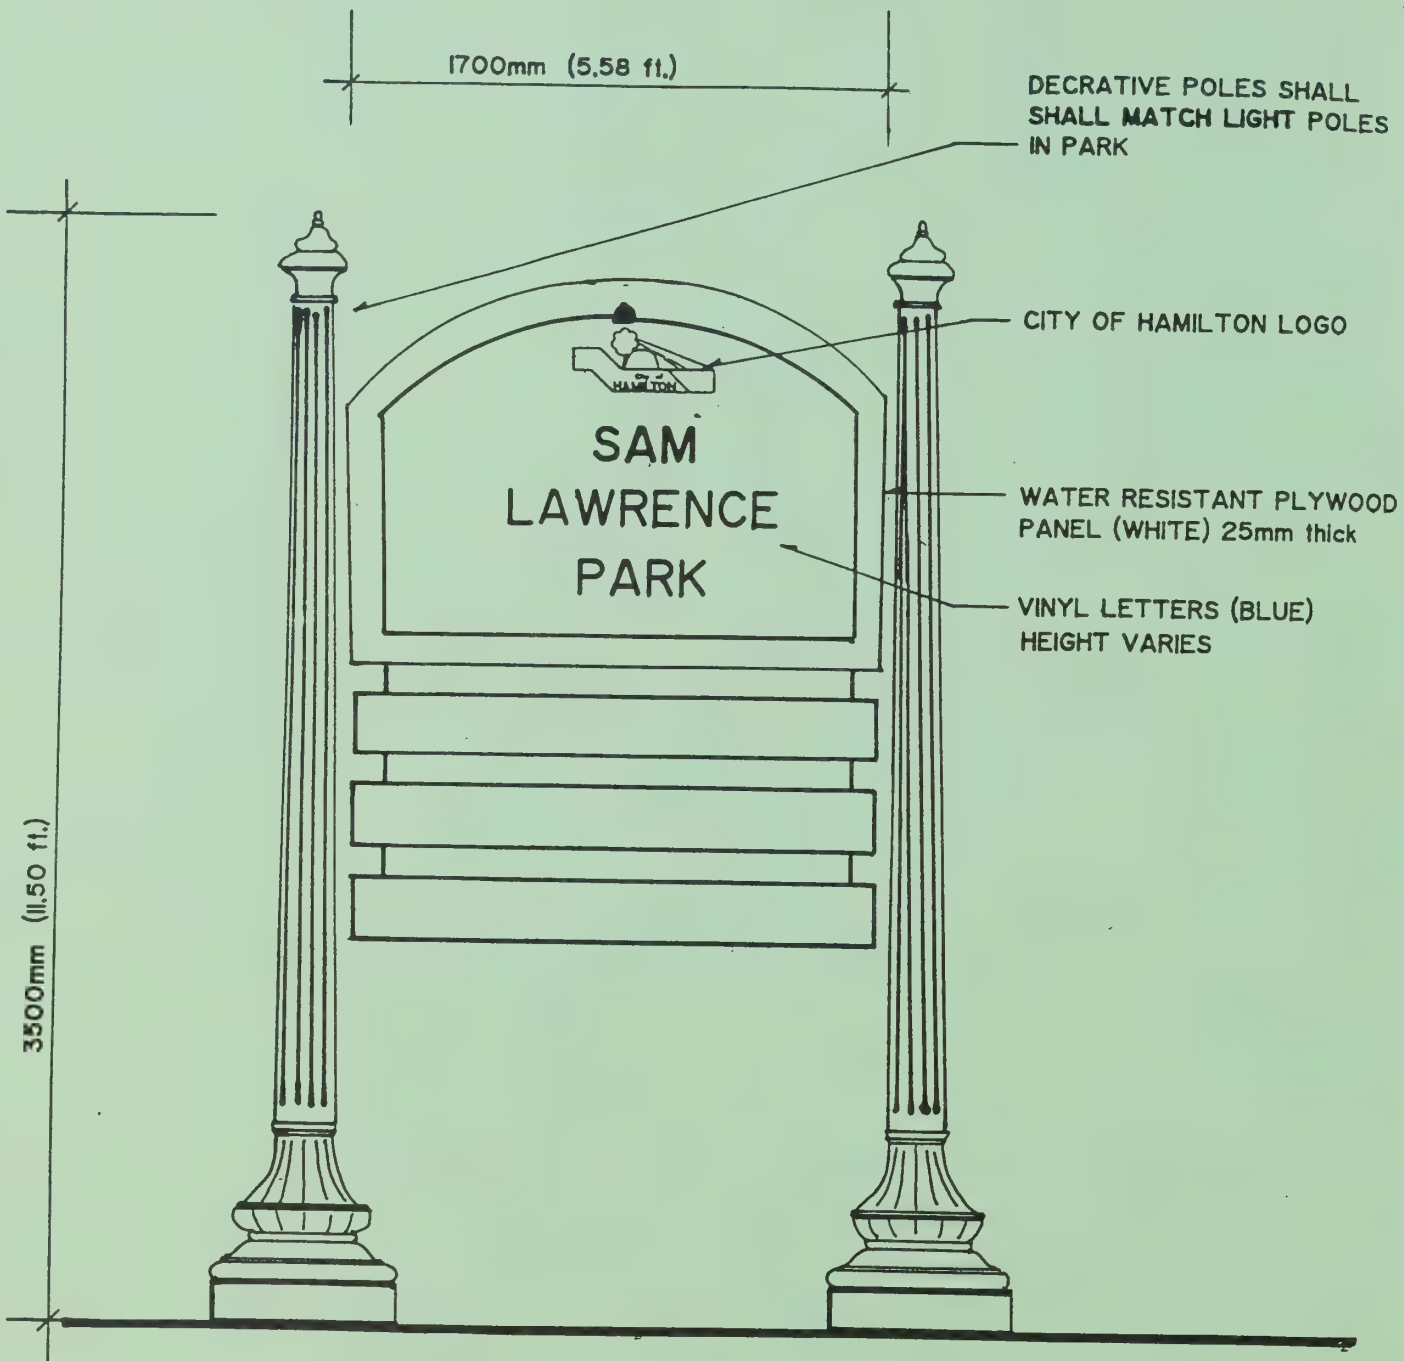 1700mm (5.58 ft.)
DECRATIVE POLES SHALL
SHALL MATCH LIGHT POLES
IN PARK
CITY OF HAMILTON LOGO
HAMILTON
SAM
LAWRENCE
PARK
WATER RESISTANT PLYWOOD
PANEL (WHITE) 25mm thick
VINYL LETTERS (BLUE)
HEIGHT VARIES
3500mm (11.50 ft.)